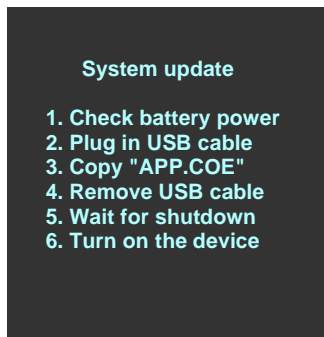 System update
1. Check battery power
2. Plug in USB cable
3. Copy "APP.COE"
4. Remove USB cable
5. Wait for shutdown
6. Turn on the device